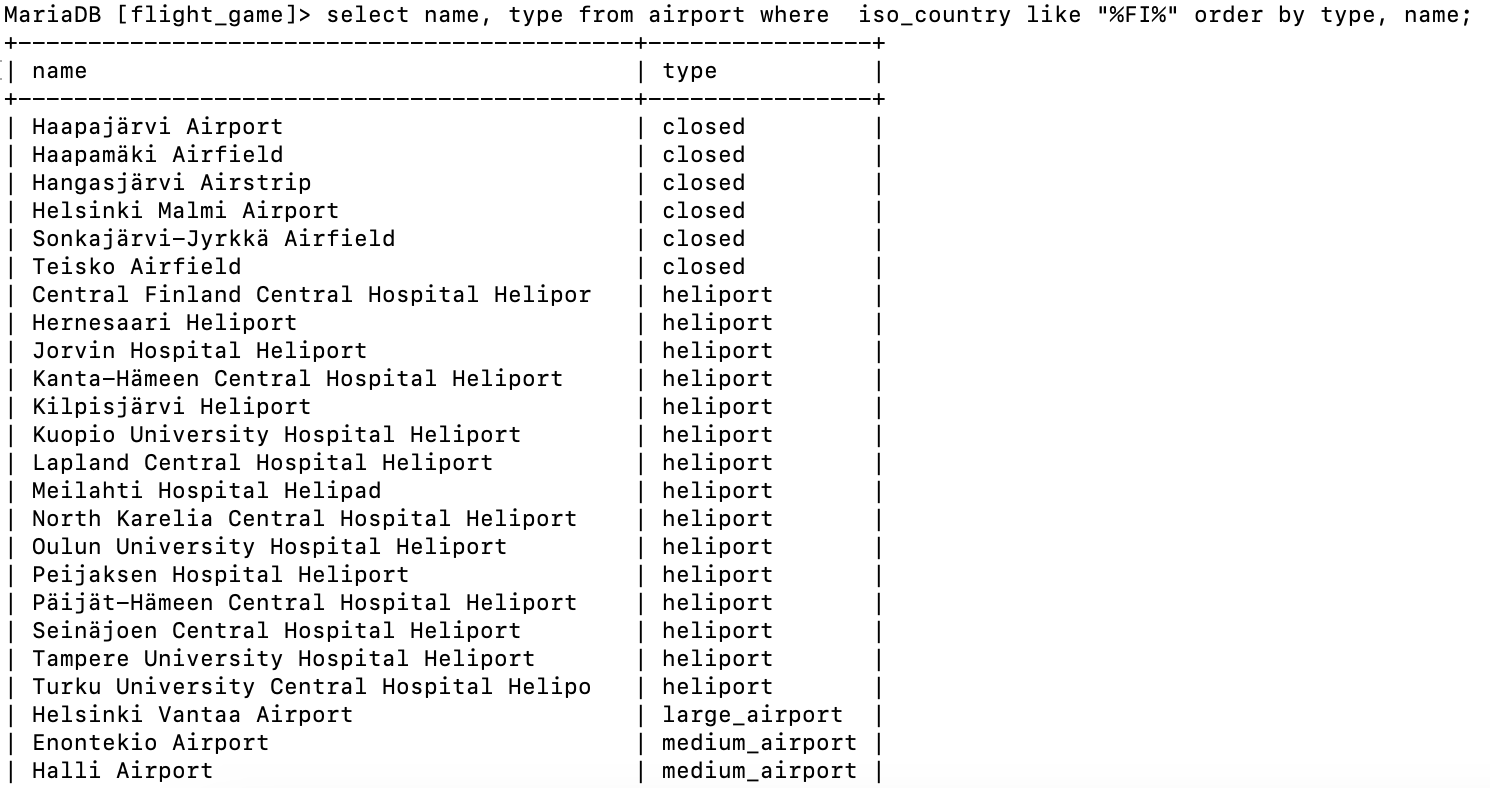 MariaDB [flight_game]> select name, type from airport where  iso_country like "%FI%" order by type, name;
+--------------------------------------------+----------------+
| name                                       | type           |
+--------------------------------------------+----------------+
| Haapajärvi Airport                         | closed         |
| Haapamäki Airfield                         | closed         |
| Hangasjärvi Airstrip                       | closed         |
| Helsinki Malmi Airport                     | closed         |
| Sonkajärvi-Jyrkkä Airfield                 | closed         |
| Teisko Airfield                            | closed         |
| Central Finland Central Hospital Helipor   | heliport       |
| Hernesaari Heliport                        | heliport       |
| Jorvin Hospital Heliport                   | heliport       |
| Kanta-Hämeen Central Hospital Heliport     | heliport       |
| Kilpisjärvi Heliport                       | heliport       |
| Kuopio University Hospital Heliport        | heliport       |
| Lapland Central Hospital Heliport          | heliport       |
| Meilahti Hospital Helipad                  | heliport       |
| North Karelia Central Hospital Heliport    | heliport       |
| Oulun University Hospital Heliport         | heliport       |
| Peijaksen Hospital Heliport                | heliport       |
| Päijät-Hämeen Central Hospital Heliport    | heliport       |
| Seinäjoen Central Hospital Heliport        | heliport       |
| Tampere University Hospital Heliport       | heliport       |
| Turku University Central Hospital Helipo   | heliport       |
| Helsinki Vantaa Airport                    | large_airport  |
| Enontekio Airport                          | medium_airport |
| Halli Airport                              | medium_airport |